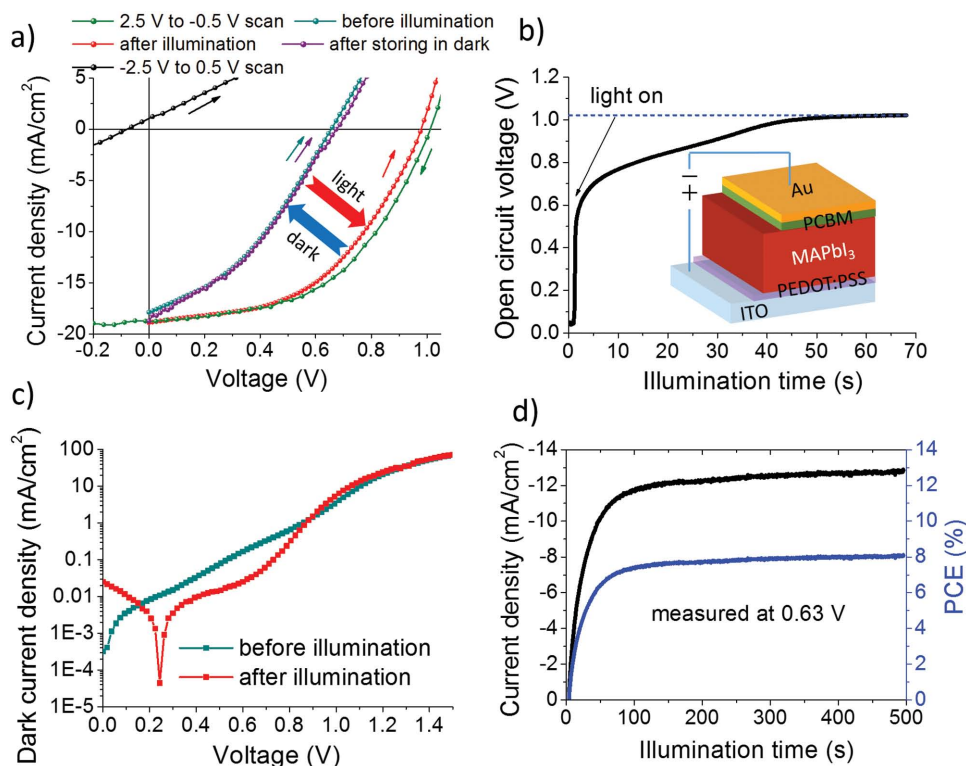 a)
2.5 V to -0.5 V scan
before illumination
after illumination
after storing in dark
-2.5 V to 0.5 V scan
Current density (mA/cm²)
5
0
-5
-10
-15
-20
light
dark
-0.2 0.0 0.2 0.4 0.6 0.8 1.0
Voltage (V)
b)
Open circuit voltage (V)
1.2
1.0
0.8
0.6
0.4
0.2
0.0
light on
Au
PCBM
MAPbI₃
PEDOT:PSS
ITO
− +
0 10 20 30 40 50 60 70
Illumination time (s)
c)
Dark current density (mA/cm²)
100
10
1
0.1
0.01
1E-3
1E-4
1E-5
before illumination
after illumination
0.0 0.2 0.4 0.6 0.8 1.0 1.2 1.4
Voltage (V)
d)
Current density (mA/cm²)
-14
-12
-10
-8
-6
-4
-2
0
measured at 0.63 V
14
12
10
8
6
4
2
0
PCE (%)
0 100 200 300 400 500
Illumination time (s)